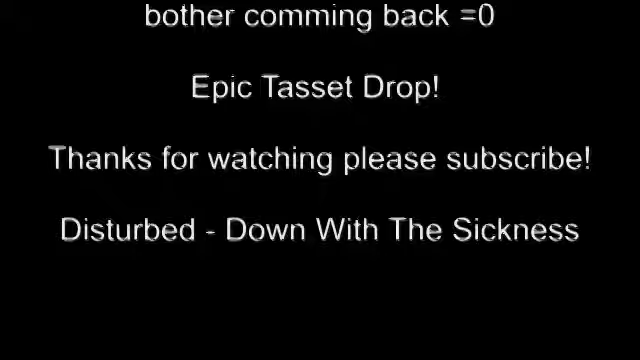 bother comming back =0
Epic Tasset Drop!
Thanks for watching please subscribe!
Disturbed - Down With The Sickness